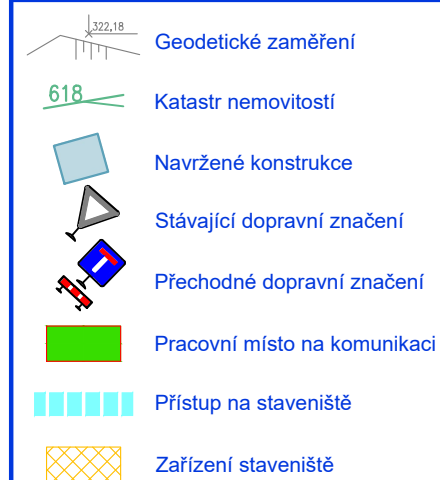 322,18
Geodetické zaměření
618
Katastr nemovitostí
Navržené konstrukce
Stávající dopravní značení
Přechodné dopravní značení
Pracovní místo na komunikaci
Přístup na staveniště
Zařízení staveniště